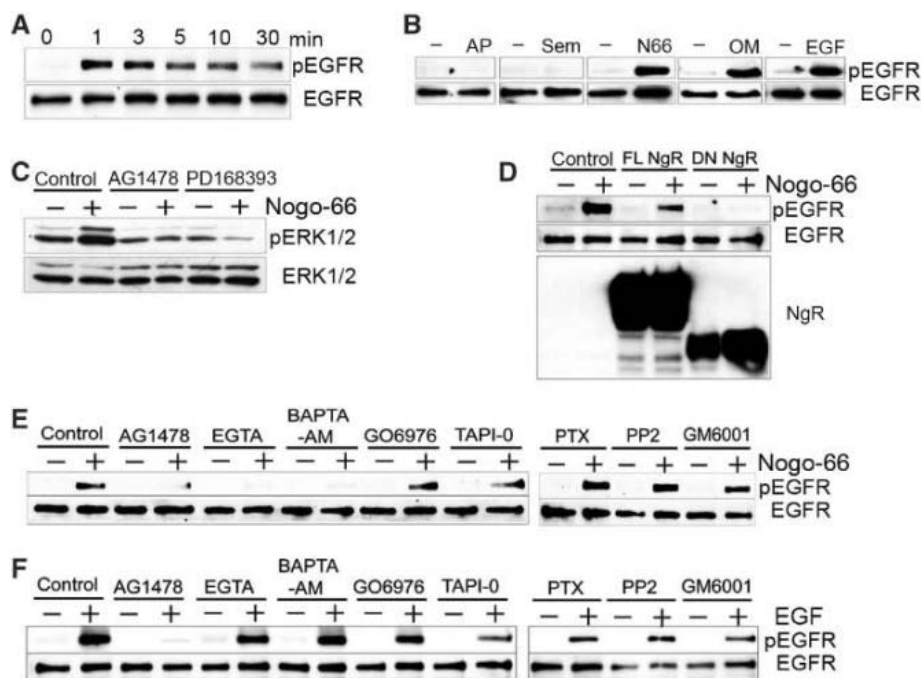 A
0 1 3 5 10 30 min
pEGFR
EGFR
B
– AP – Sem – N66 – OM – EGF
pEGFR
EGFR
C
Control AG1478 PD168393
– + – + – + Nogo-66
pERK1/2
ERK1/2
D
Control FL NgR DN NgR
– + – + – + Nogo-66
pEGFR
EGFR
NgR
E
Control AG1478 EGTA BAPTA
-AM GO6976 TAPI-0 PTX PP2 GM6001
– + – + – + – + – + – + – + – + – + Nogo-66
pEGFR
EGFR
F
Control AG1478 EGTA BAPTA
-AM GO6976 TAPI-0 PTX PP2 GM6001
– + – + – + – + – + – + – + – + – + EGF
pEGFR
EGFR